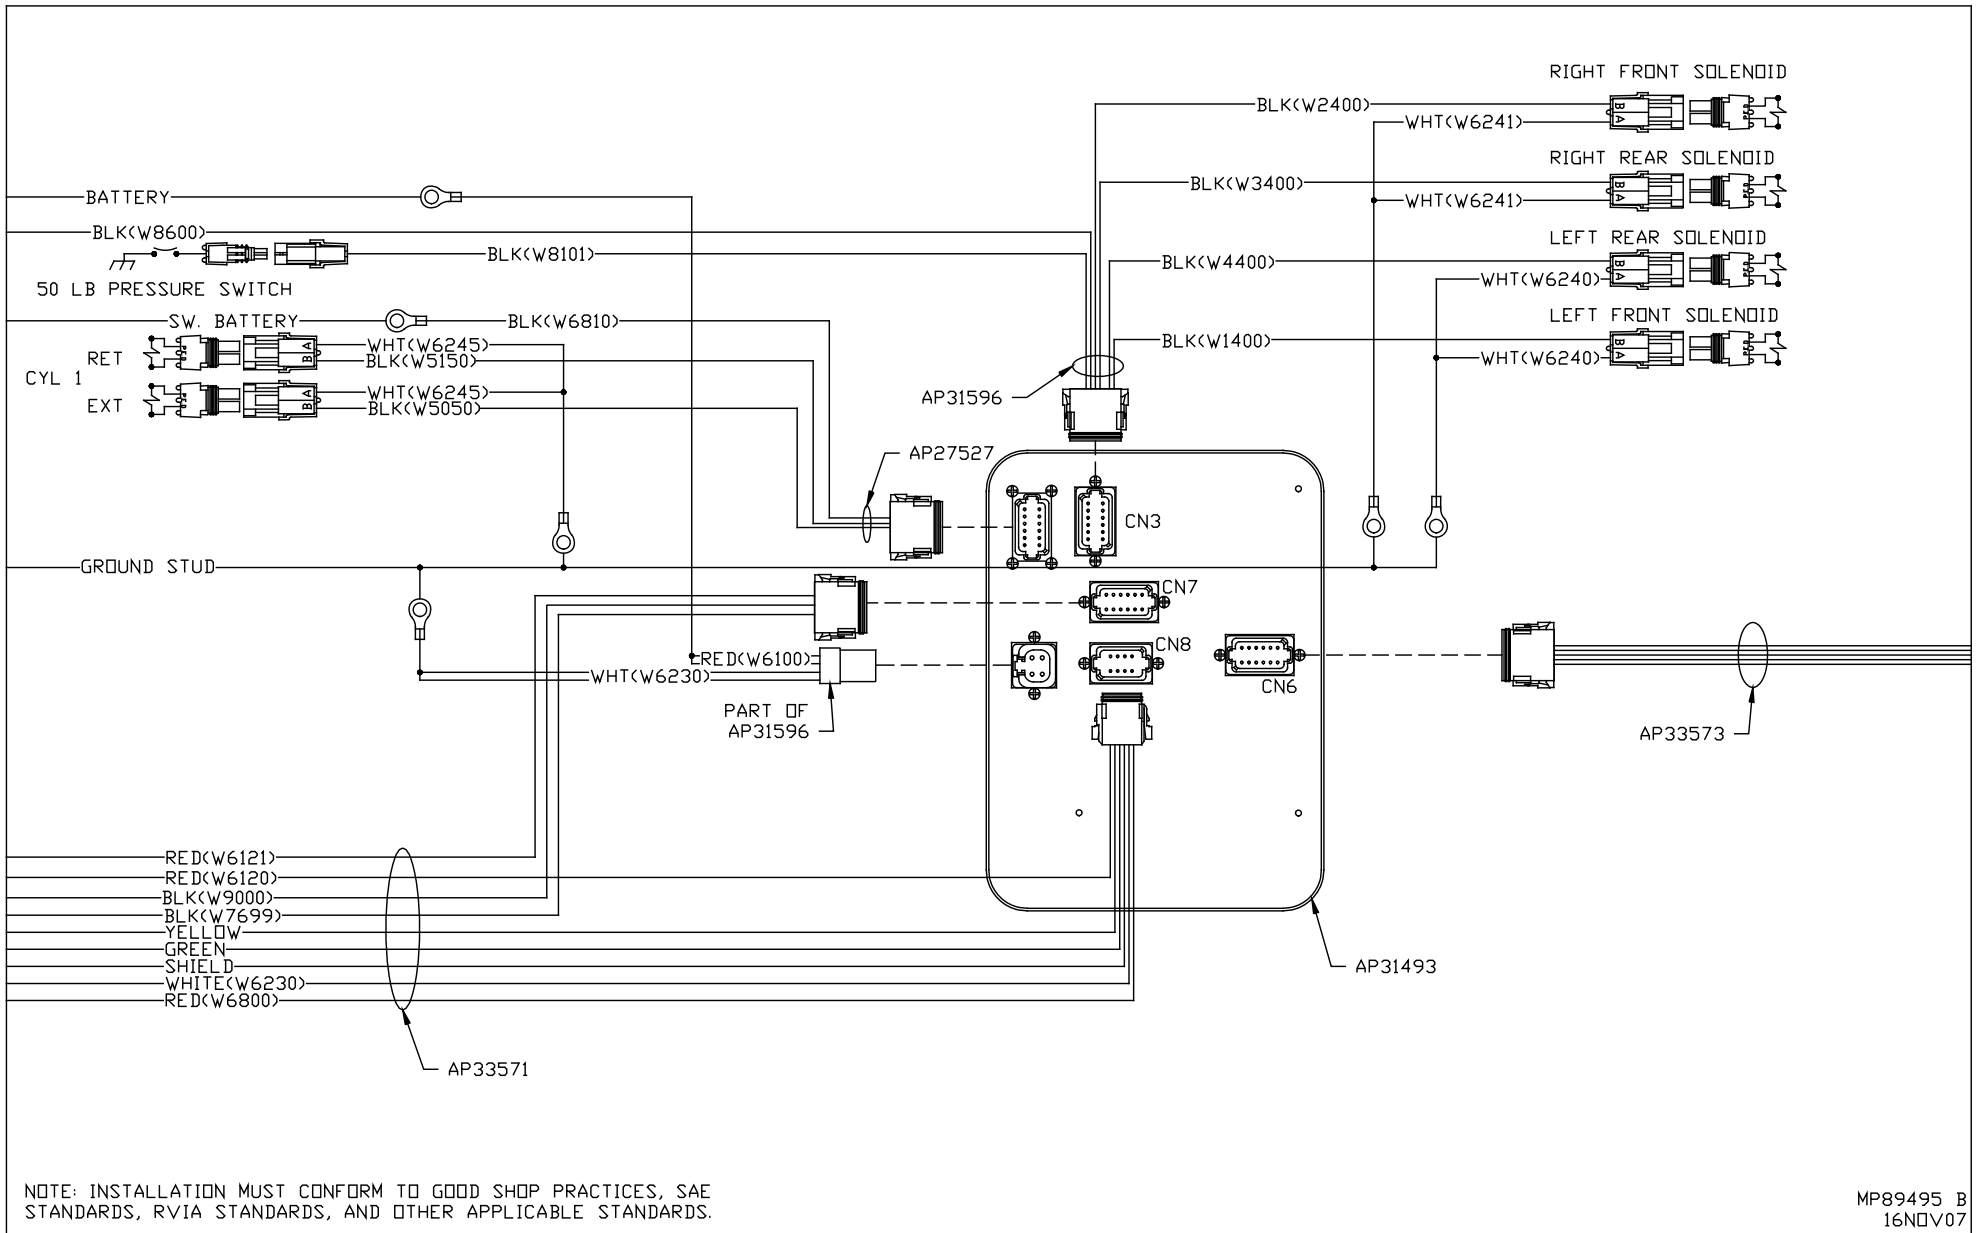 RIGHT FRONT SOLENOID
BLK(W2400)
B
A
WHT(W6241)
RIGHT REAR SOLENOID
BATTERY
BLK(W3400)
B
A
WHT(W6241)
BLK(W8600)
LEFT REAR SOLENOID
BLK(W8101)
BLK(W4400)
B
A
WHT(W6240)
50 LB PRESSURE SWITCH
LEFT FRONT SOLENOID
SW. BATTERY
BLK(W6810)
BLK(W1400)
B
A
WHT(W6240)
RET
A
B
WHT(W6245)
BLK(W5150)
CYL 1
EXT
A
B
WHT(W6245)
BLK(W5050)
AP31596
AP27527
CN3
GROUND STUD
CN7
CN8
RED(W6100)
WHT(W6230)
CN6
PART OF
AP31596
AP33573
RED(W6121)
RED(W6120)
BLK(W9000)
BLK(W7699)
YELLOW
GREEN
SHIELD
WHITE(W6230)
RED(W6800)
AP31493
AP33571
NOTE: INSTALLATION MUST CONFORM TO GOOD SHOP PRACTICES, SAE
STANDARDS, RVIA STANDARDS, AND OTHER APPLICABLE STANDARDS.
MP89495 B
16NOV07